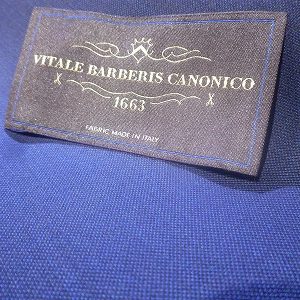 VITALE BARBERIS CANONICO
1663
FABRIC MADE IN ITALY